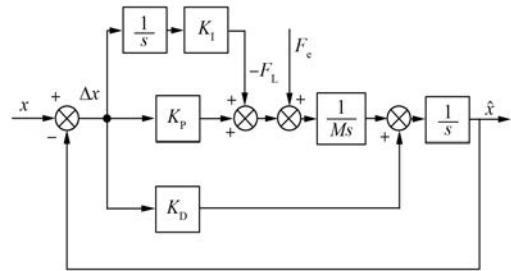 1/s
K_I
F_e
−F_L
x
+
−
Δx
K_P
+
+
+
1/Ms
+
1/s
x̂
K_D